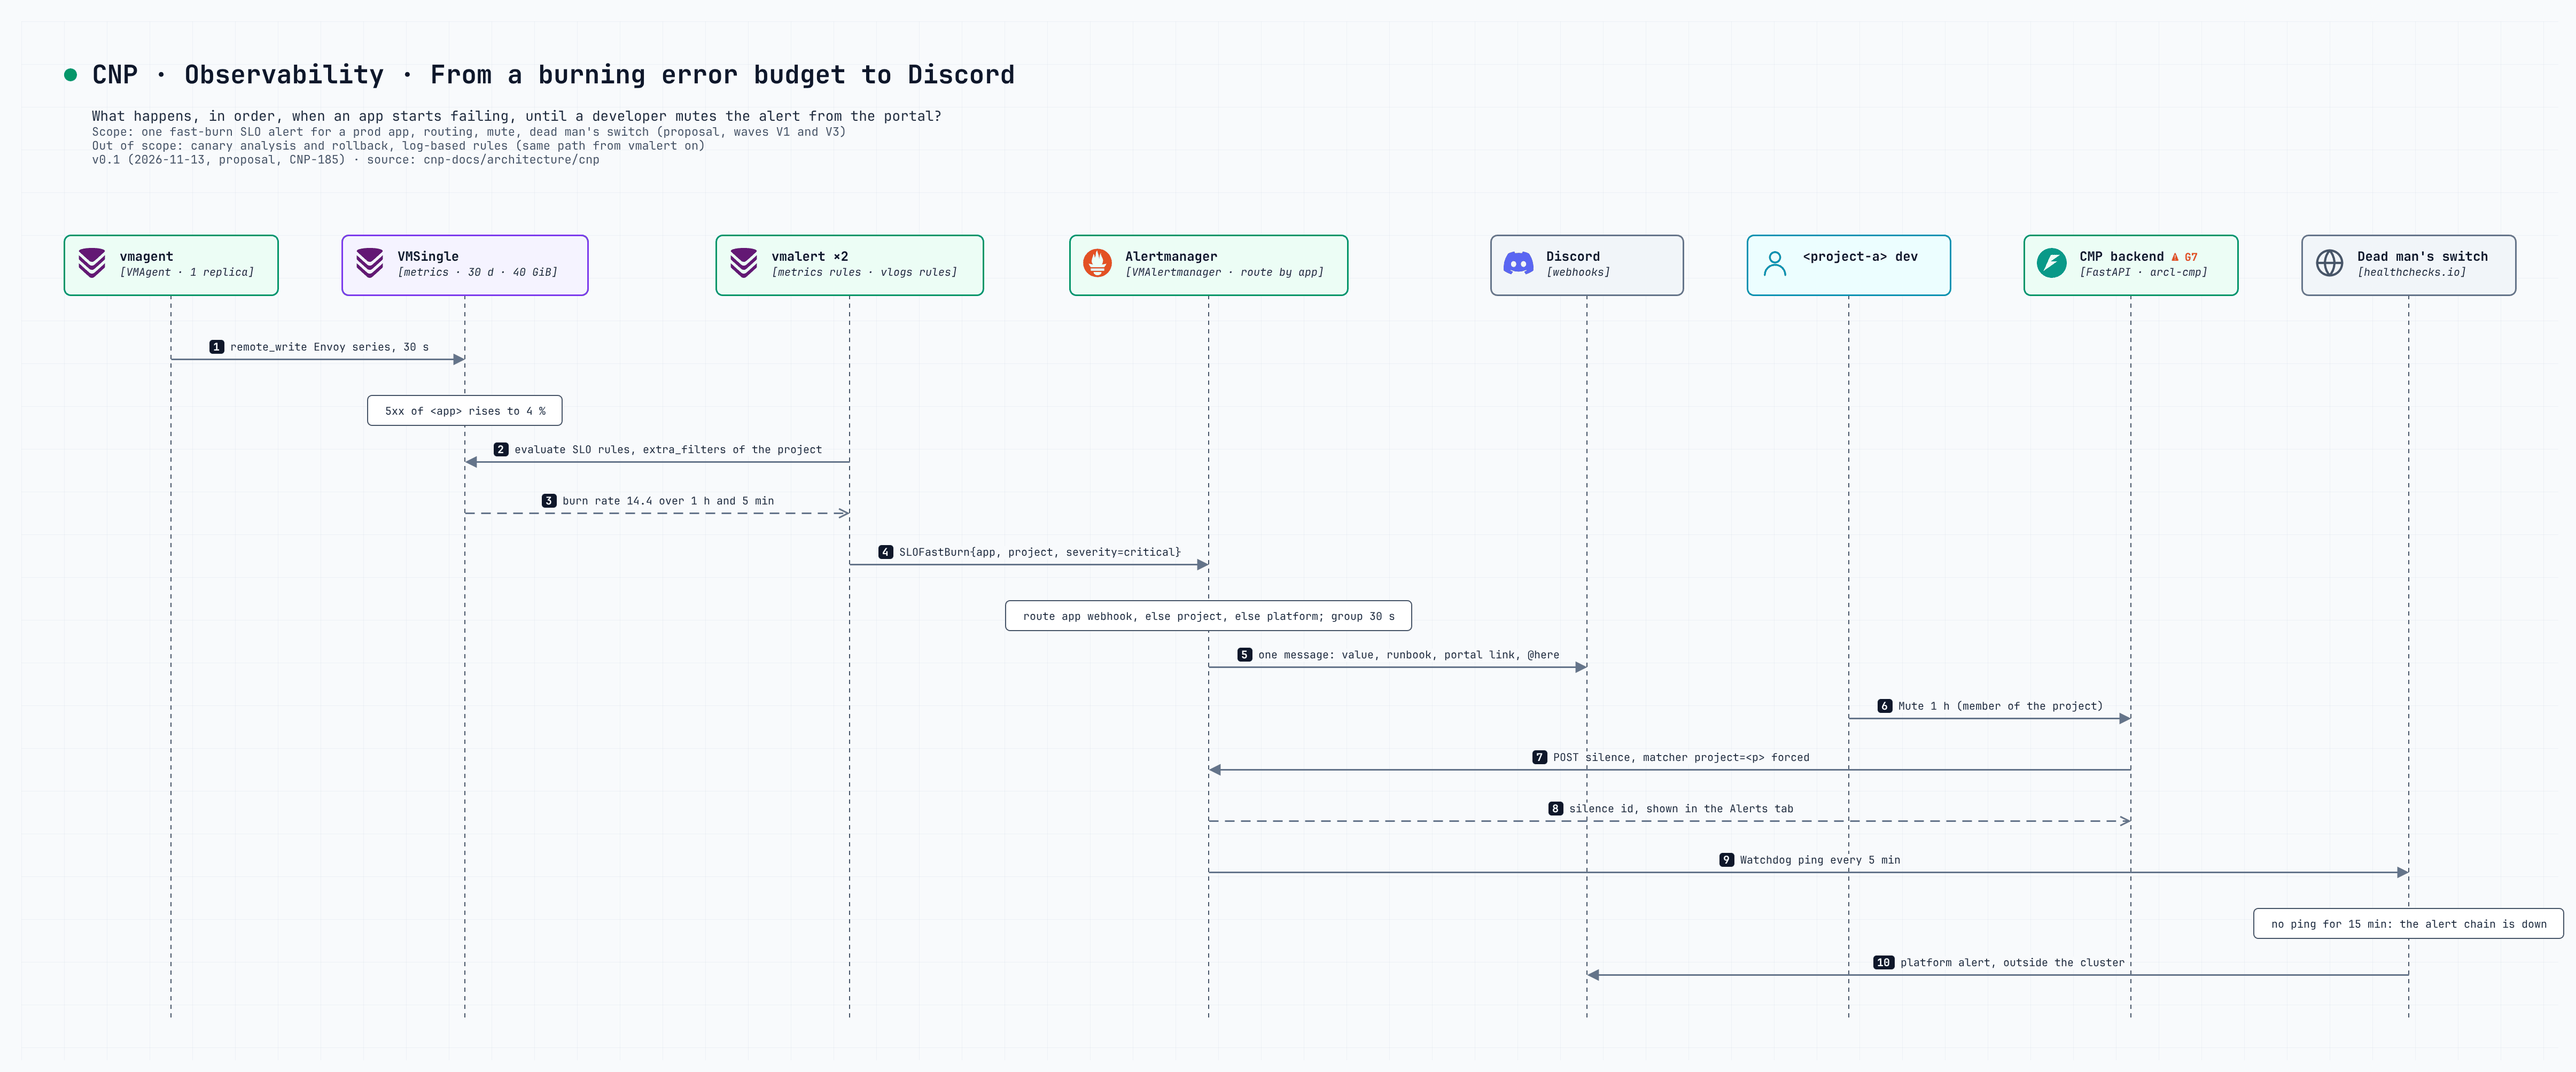 CNP · Observability · From a burning error budget to Discord
What happens, in order, when an app starts failing, until a developer mutes the alert from the portal?
Scope: one fast-burn SLO alert for a prod app, routing, mute, dead man's switch (proposal, waves V1 and V3)
Out of scope: canary analysis and rollback, log-based rules (same path from vmalert on)
v0.1 (2026-11-13, proposal, CNP-185) · source: cnp-docs/architecture/cnp
vmagent
[VMAgent · 1 replica]
VMSingle
[metrics · 30 d · 40 GiB]
vmalert ×2
[metrics rules · vlogs rules]
Alertmanager
[VMAlertmanager · route by app]
Discord
[webhooks]
<project-a> dev
CMP backend ⚠ G7
[FastAPI · arcl-cmp]
Dead man's switch
[healthchecks.io]
1 remote_write Envoy series, 30 s
5xx of <app> rises to 4 %
2 evaluate SLO rules, extra_filters of the project
3 burn rate 14.4 over 1 h and 5 min
4 SLOFastBurn{app, project, severity=critical}
route app webhook, else project, else platform; group 30 s
5 one message: value, runbook, portal link, @here
6 Mute 1 h (member of the project)
7 POST silence, matcher project=<p> forced
8 silence id, shown in the Alerts tab
9 Watchdog ping every 5 min
no ping for 15 min: the alert chain is down
10 platform alert, outside the cluster